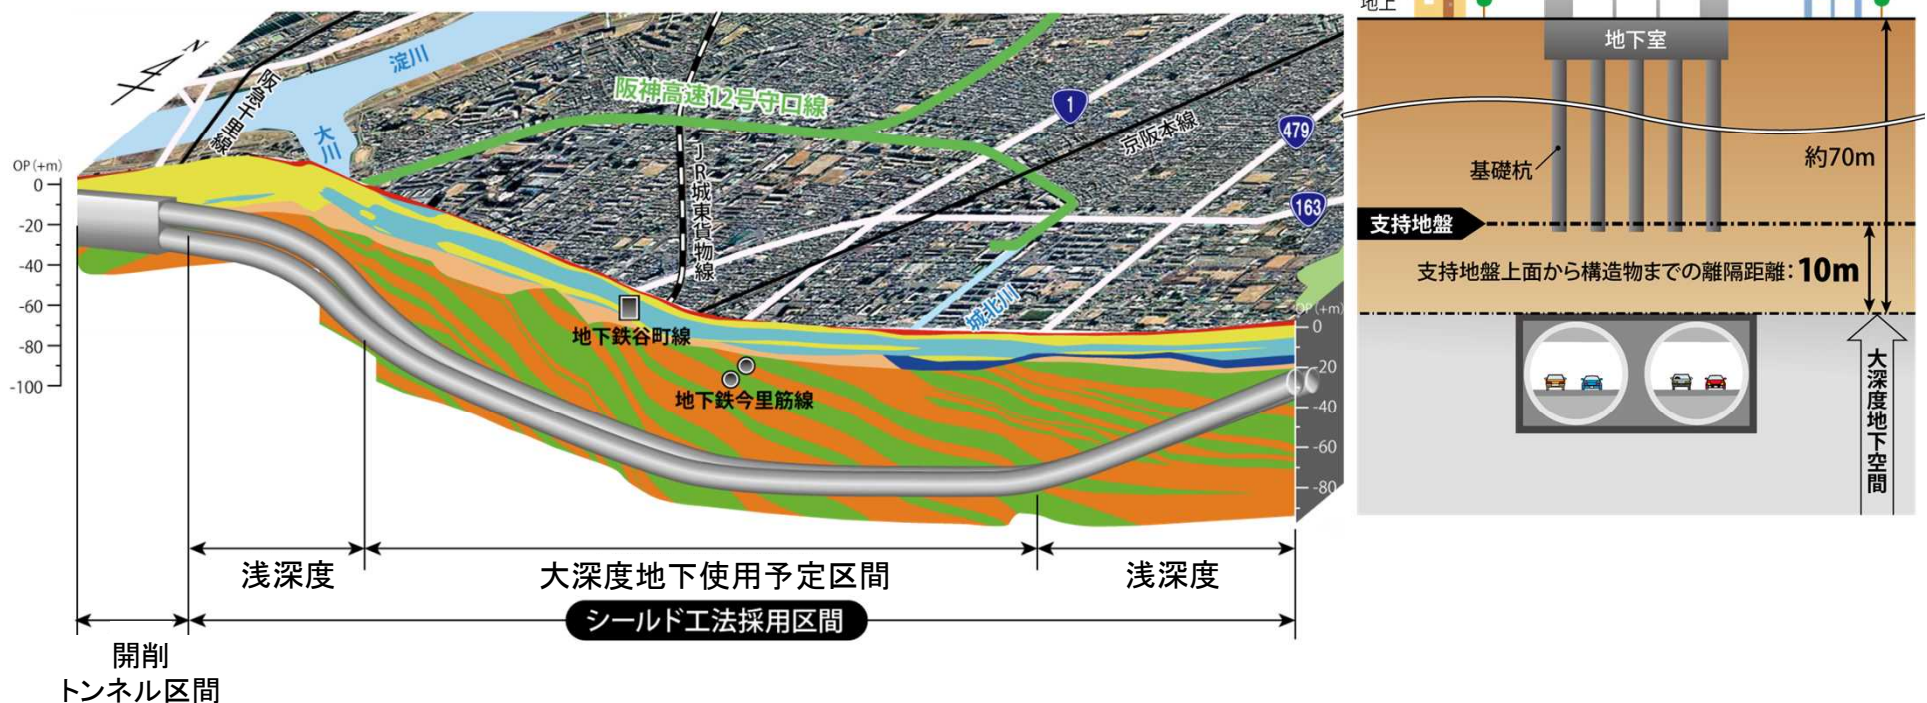 N
淀川
阪急千里線
大川
阪神高速12号守口線
JR城東貨物線
1
479
京阪本線
163
城北川
OP(+m)
0
-20
-40
-60
-80
-100
地下鉄谷町線
地下鉄今里筋線
OP(+m)
0
-20
-40
-60
-80
浅深度
大深度地下使用予定区間
浅深度
シールド工法採用区間
開削
トンネル区間
地上
地下室
基礎杭
約70m
支持地盤
支持地盤上面から構造物までの離隔距離：10m
大深度地下空間